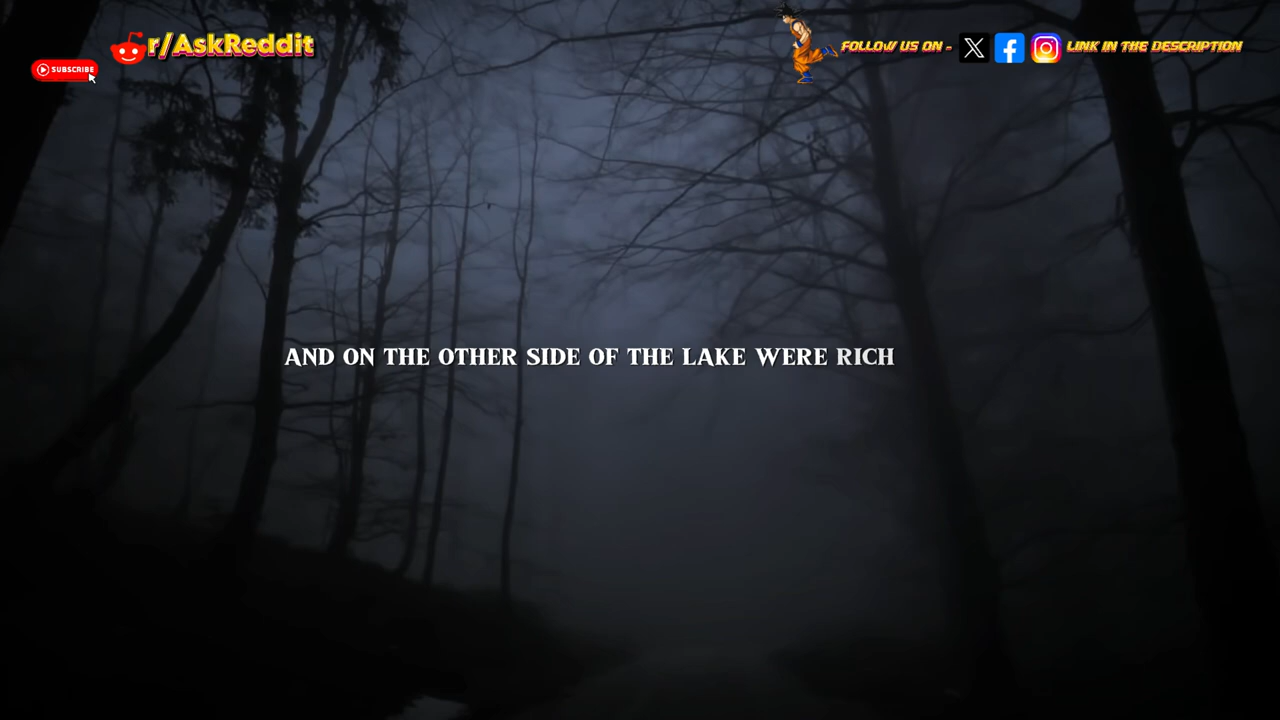 r/AskReddit
SUBSCRIBE
FOLLOW US ON -
LINK IN THE DESCRIPTION
AND ON THE OTHER SIDE OF THE LAKE WERE RICH